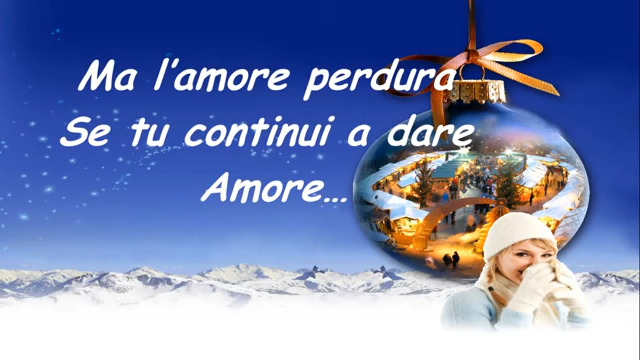 Ma l’amore perdura
Se tu continui a dare
Amore…